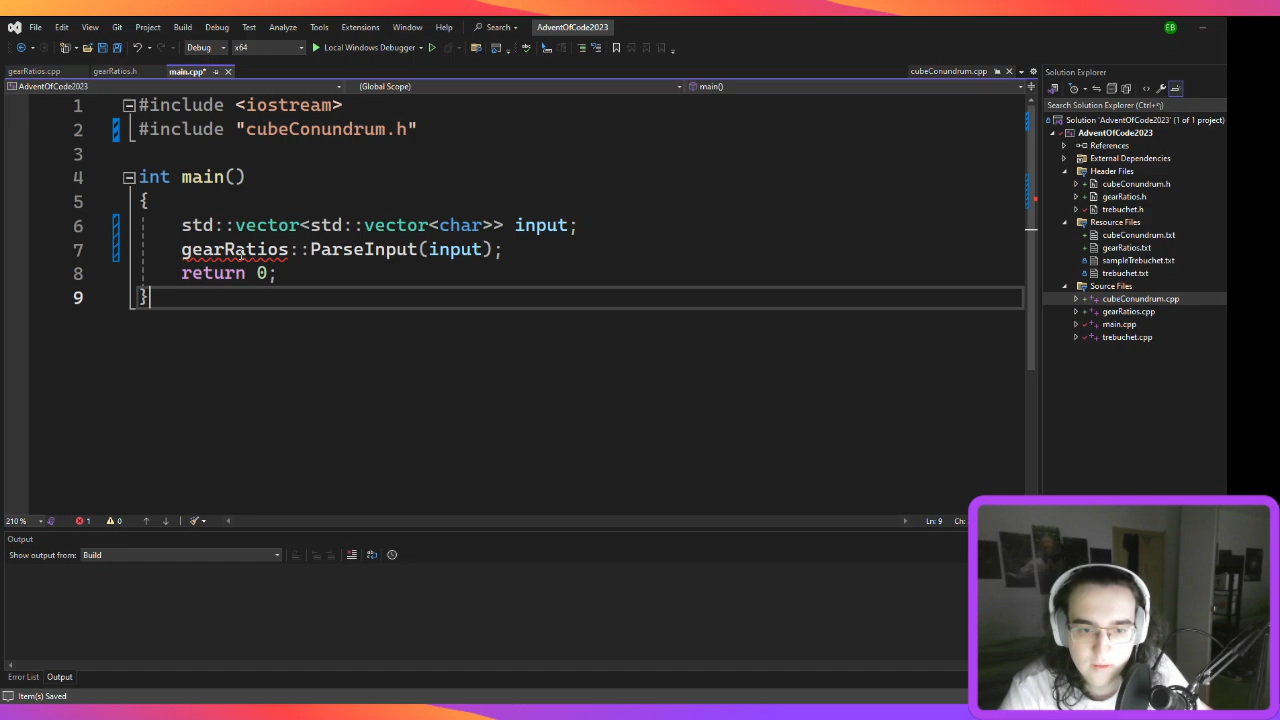 File Edit View Git Project Build Debug Test Analyze Tools Extensions Window Help Search AdventOfCode2023 EB
Debug x64 Local Windows Debugger
gearRatios.cpp gearRatios.h main.cpp* cubeConundrum.cpp
AdventOfCode2023 (Global Scope) main()
1 #include <iostream>
2 #include "cubeConundrum.h"
3
4 int main()
5 {
6 std::vector<std::vector<char>> input;
7 gearRatios::ParseInput(input);
8 return 0;
9 }
210 % 1 0 Ln: 9 Ch:
Output
Show output from: Build
Error List Output
Item(s) Saved
Solution Explorer
Search Solution Explorer (Ctrl+ç)
Solution 'AdventOfCode2023' (1 of 1 project)
AdventOfCode2023
References
External Dependencies
Header Files
cubeConundrum.h
gearRatios.h
trebuchet.h
Resource Files
cubeConundrum.txt
gearRatios.txt
sampleTrebuchet.txt
trebuchet.txt
Source Files
cubeConundrum.cpp
gearRatios.cpp
main.cpp
trebuchet.cpp